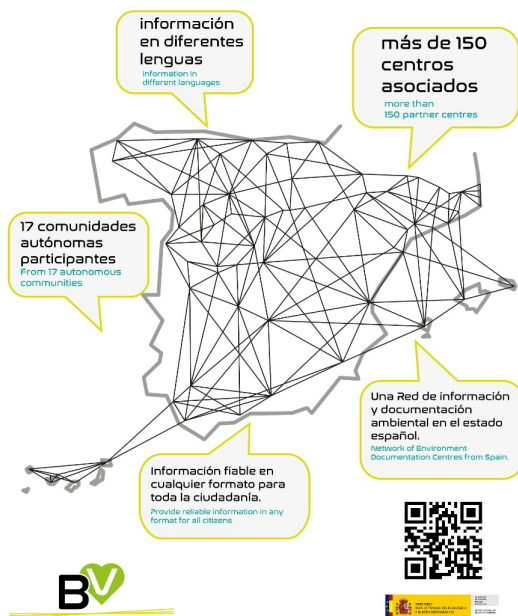 información
en diferentes
lenguas
information in
different languages
más de 150
centros
asociados
more than
150 partner centres
17 comunidades
autónomas
participantes
From 17 autonomous
communities
Una Red de información
y documentación
ambiental en el estado
español.
Network of Environment
Documentation Centres from Spain.
Información fiable en
cualquier formato para
toda la ciudadanía.
Provide reliable information in any
format for all citizens
BV